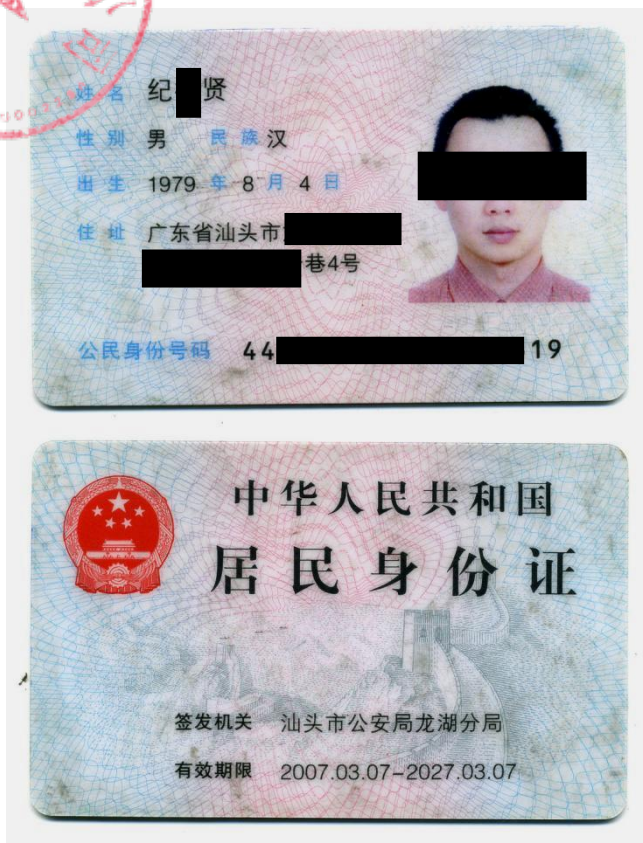 姓名 纪 贤
性别 男 民族 汉
出生 1979 年 8 月 4 日
住址 广东省汕头市
巷4号
公民身份号码 44 19
中华人民共和国
居民身份证
签发机关 汕头市公安局龙湖分局
有效期限 2007.03.07-2027.03.07